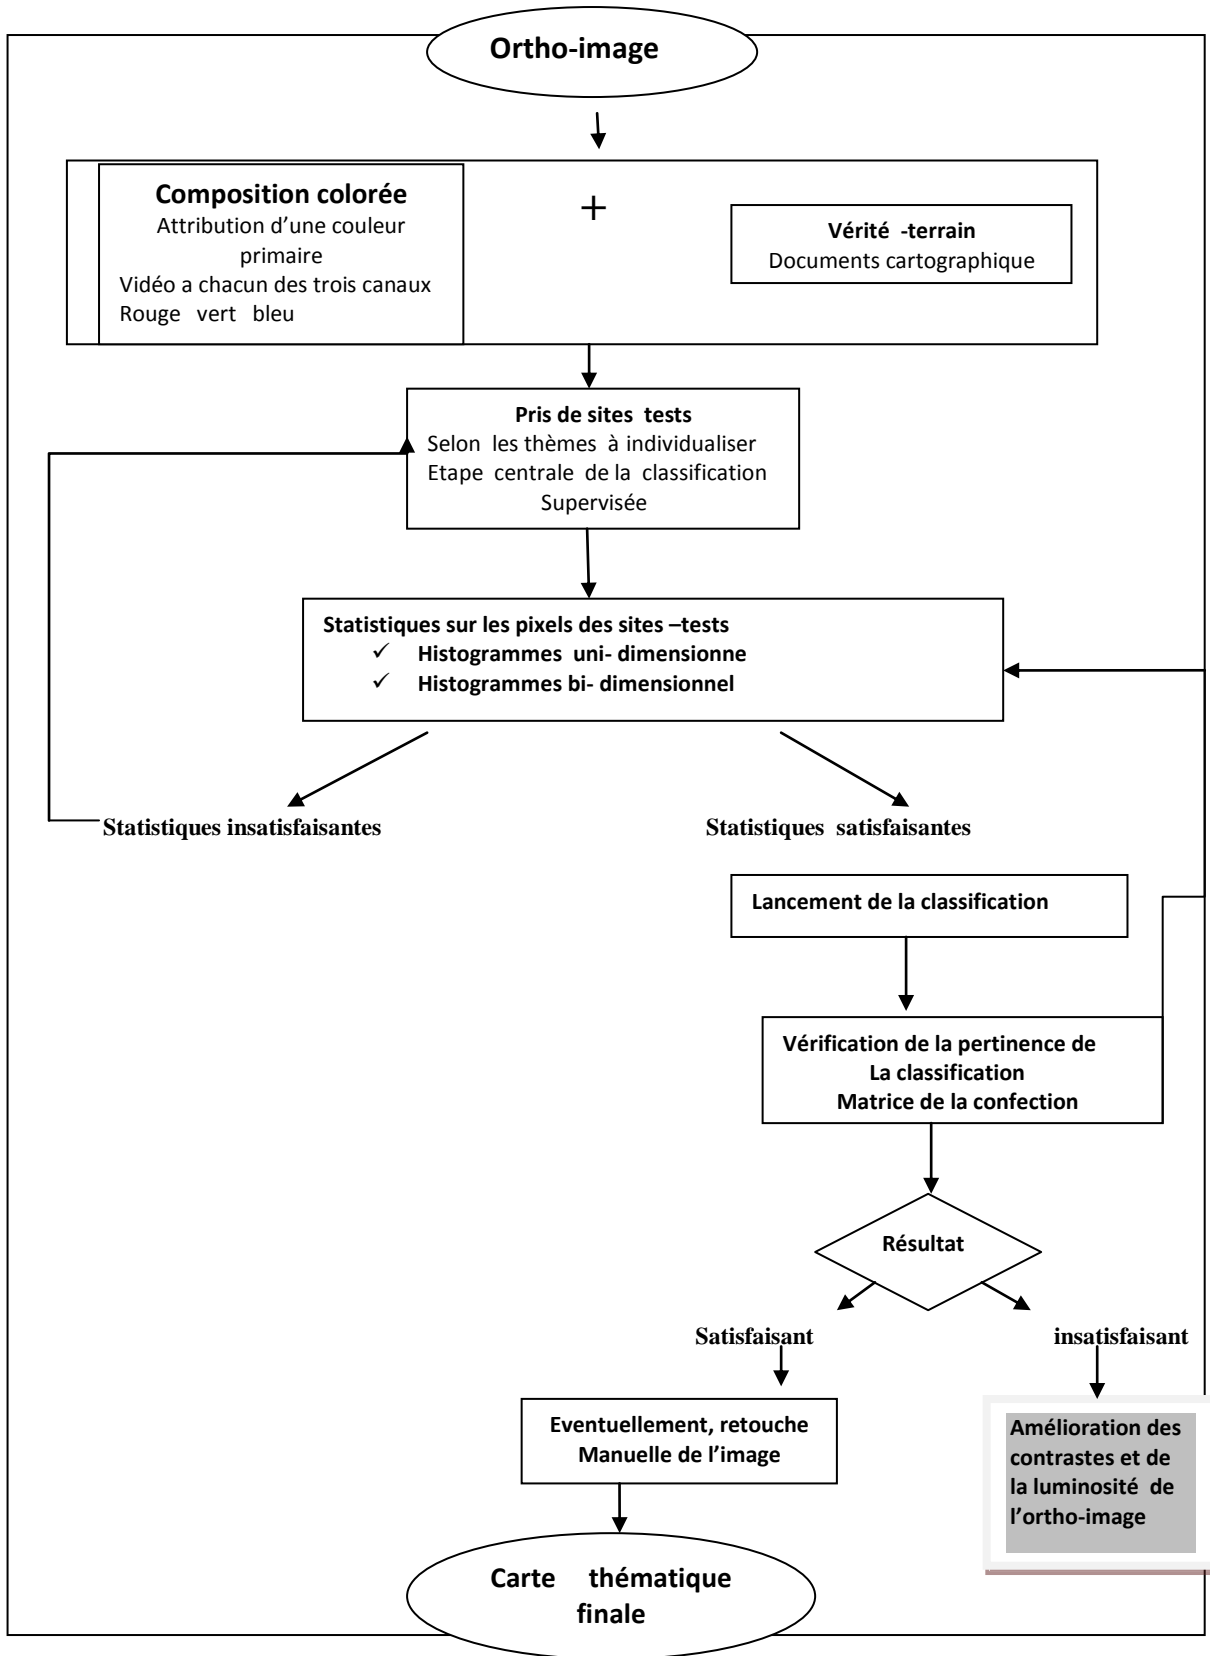 Ortho-image
Composition colorée
Attribution d’une couleur
primaire
Vidéo a chacun des trois canaux
Rouge vert bleu
+
Vérité -terrain
Documents cartographique
Pris de sites tests
Selon les thèmes à individualiser
Etape centrale de la classification
Supervisée
Statistiques sur les pixels des sites –tests
✓ Histogrammes uni- dimensionne
✓ Histogrammes bi- dimensionnel
Statistiques insatisfaisantes
Statistiques satisfaisantes
Lancement de la classification
Vérification de la pertinence de
La classification
Matrice de la confection
Résultat
Satisfaisant
insatisfaisant
Eventuellement, retouche
Manuelle de l’image
Amélioration des
contrastes et de
la luminosité de
l’ortho-image
Carte thématique
finale